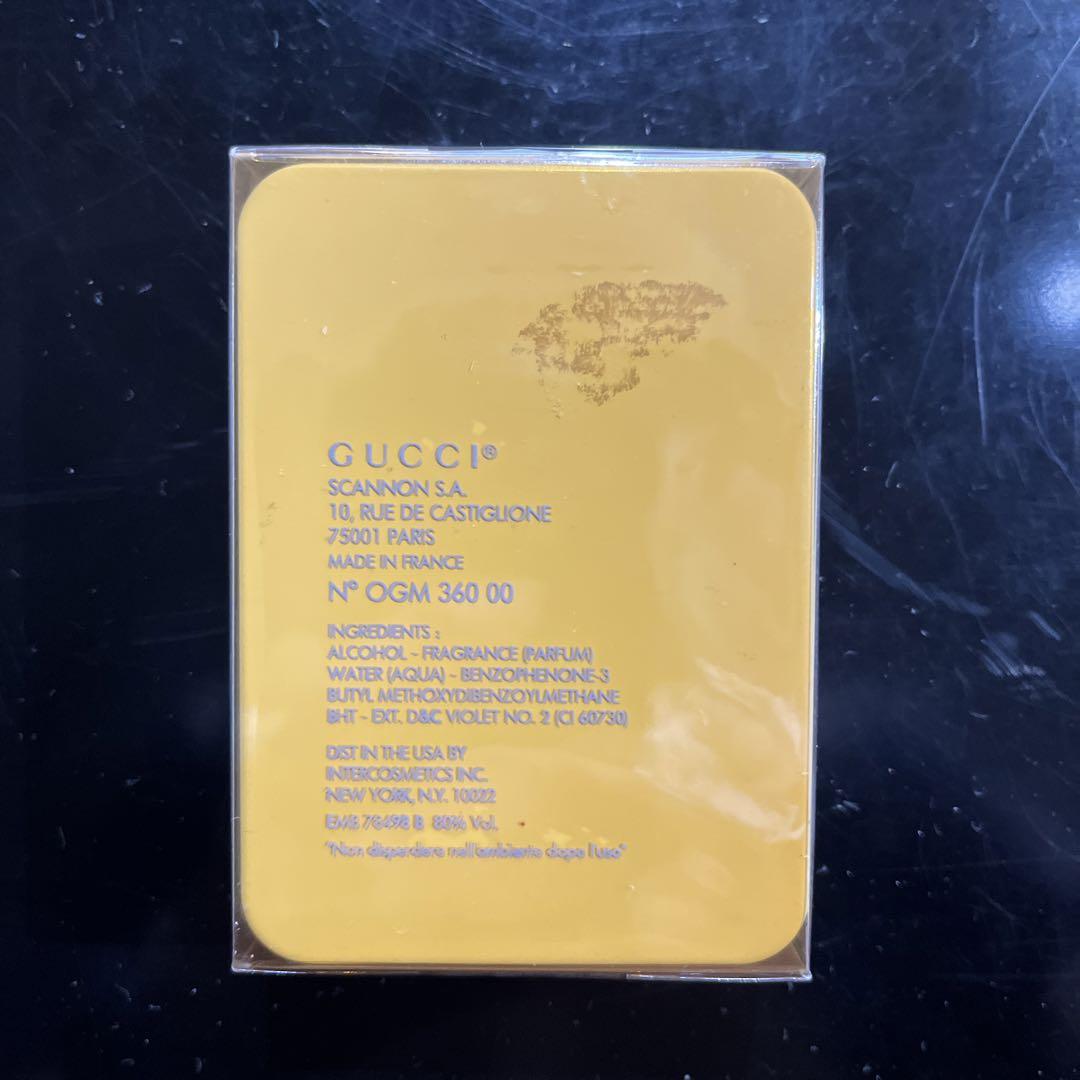 GUCCI®
SCANNON S.A.
10, RUE DE CASTIGLIONE
75001 PARIS
MADE IN FRANCE
N° OGM 360 00
INGREDIENTS :
ALCOHOL - FRAGRANCE (PARFUM)
WATER (AQUA) - BENZOPHENONE-3
BUTYL METHOXYDIBENZOYLMETHANE
BHT - EXT. D&C VIOLET NO. 2 (CI 60730)
DIST IN THE USA BY
INTERCOSMETICS INC.
NEW YORK, N.Y. 10022
EMB 76498 B 80% Vol.
"Non disperdere nell'ambiente dopo l'uso"